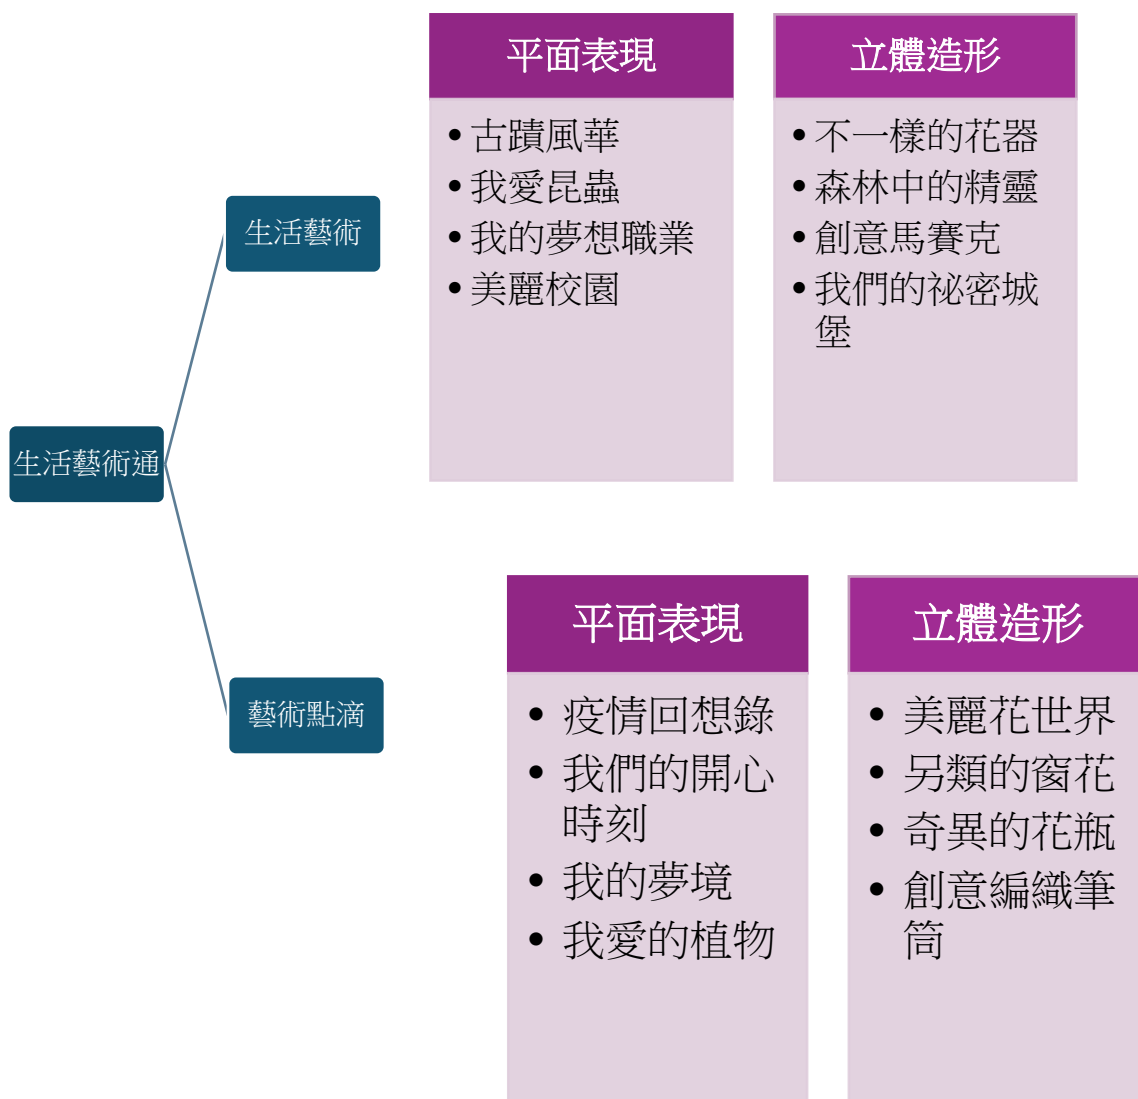 平面表現
• 古蹟風華
• 我愛昆蟲
• 我的夢想職業
• 美麗校園
立體造形
• 不一樣的花器
• 森林中的精靈
• 創意馬賽克
• 我們的祕密城
堡
生活藝術
生活藝術通
藝術點滴
平面表現
• 疫情回想錄
• 我們的開心
時刻
• 我的夢境
• 我愛的植物
立體造形
• 美麗花世界
• 另類的窗花
• 奇異的花瓶
• 創意編織筆
筒